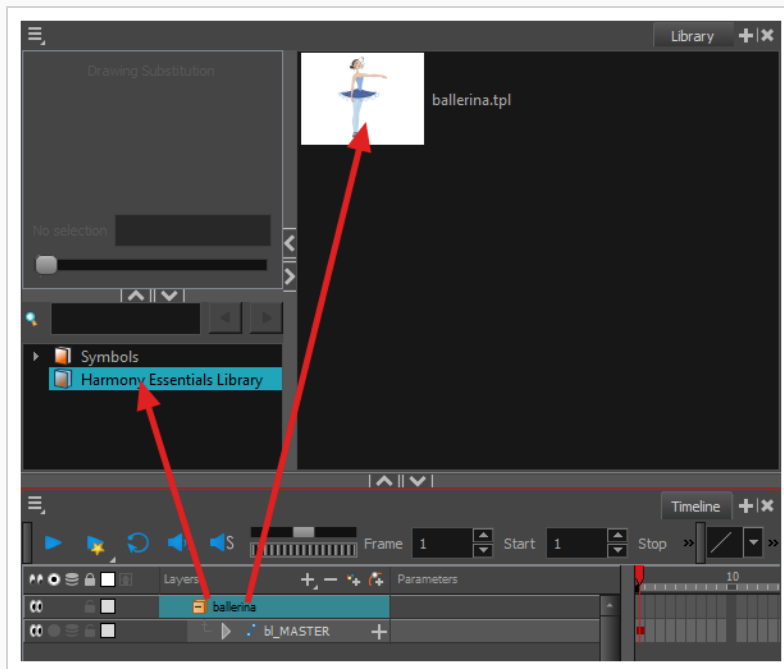 Library
Drawing Substitution
ballerina.tpl
No selection
Symbols
Harmony Essentials Library
Timeline
S
Frame 1 Start 1 Stop
Layers Parameters 10
ballerina
bl_MASTER